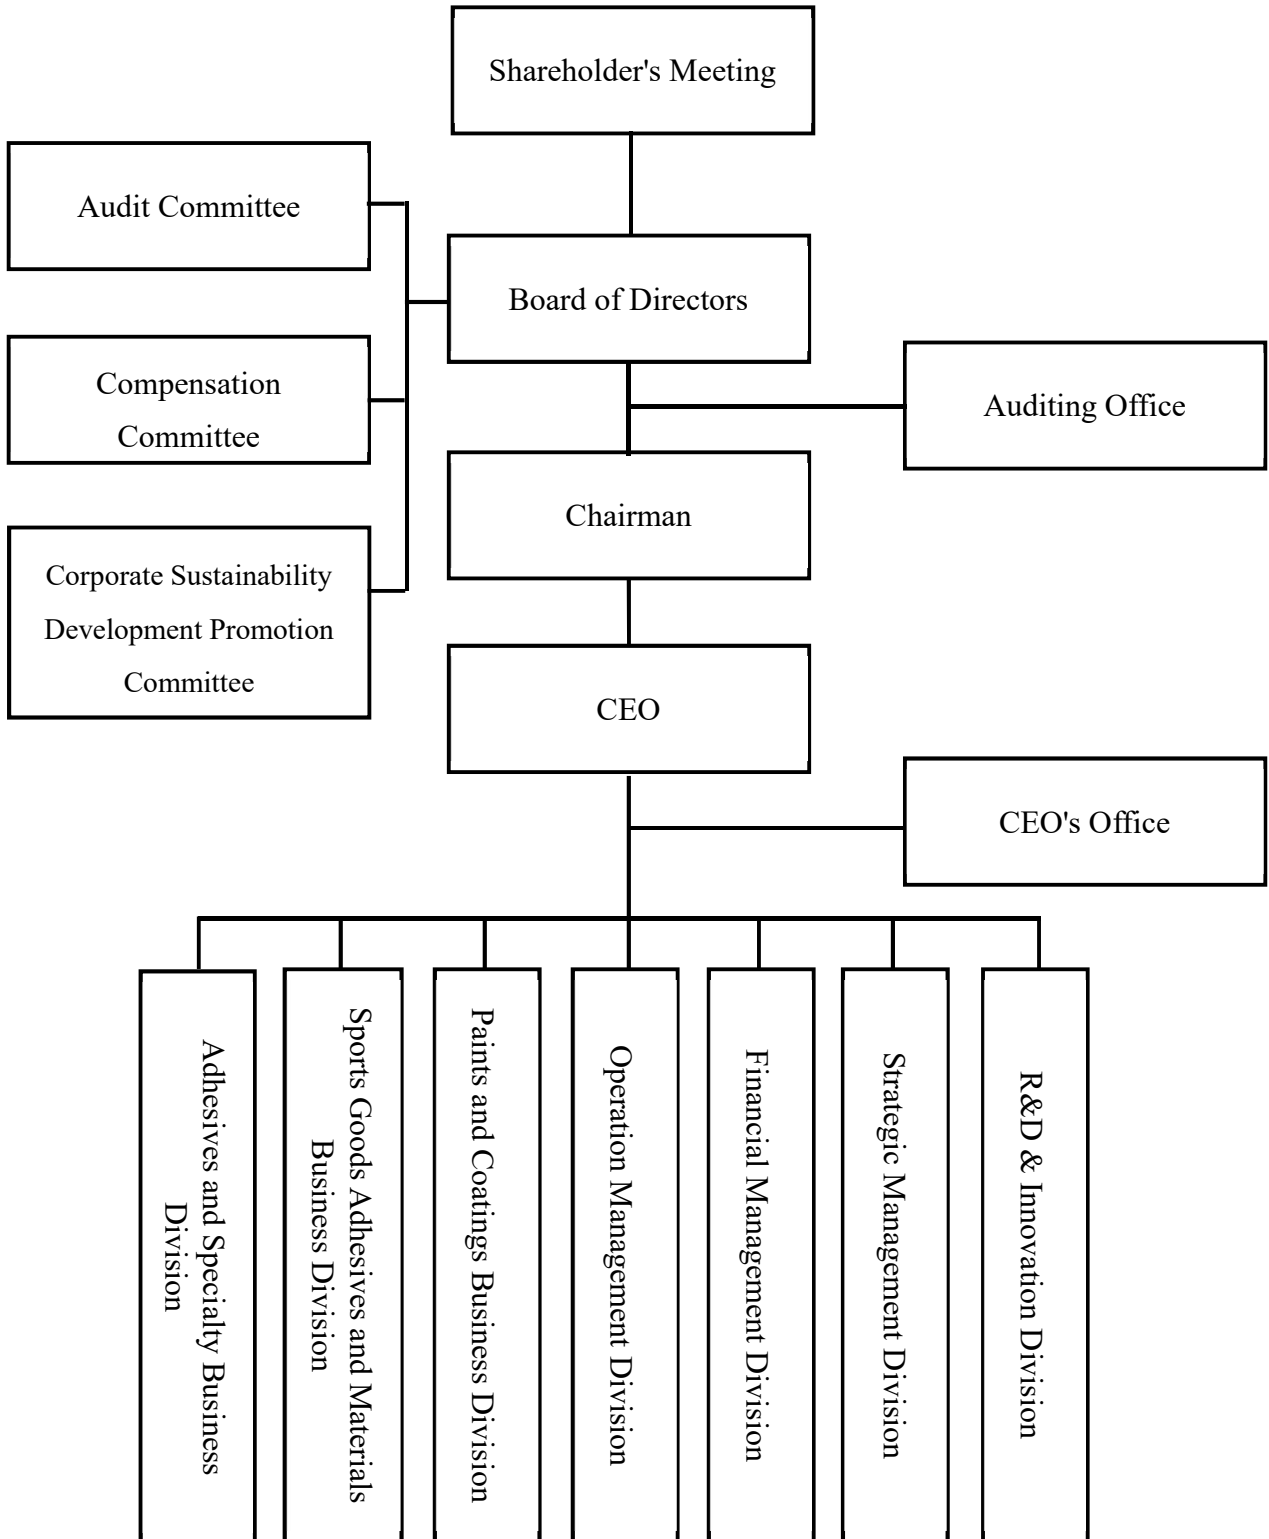 Shareholder's Meeting
Audit Committee
Board of Directors
Compensation
Committee
Auditing Office
Chairman
Corporate Sustainability
Development Promotion
Committee
CEO
CEO's Office
Adhesives and Specialty Business
Division
Sports Goods Adhesives and Materials
Business Division
Paints and Coatings Business Division
Operation Management Division
Financial Management Division
Strategic Management Division
R&D & Innovation Division